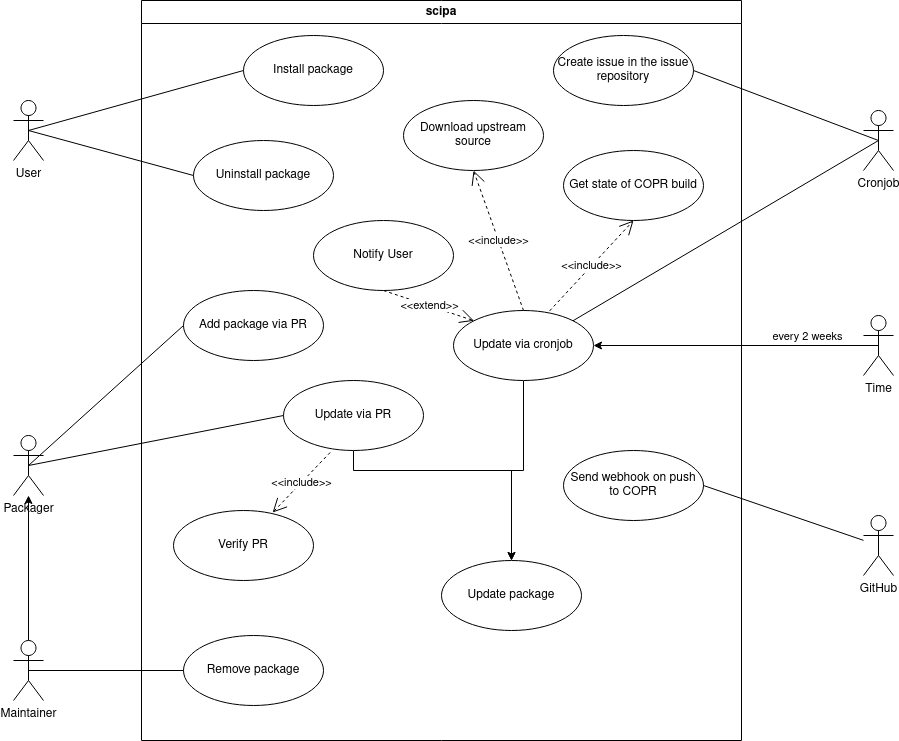 scipa
Install package
Create issue in the issue
repository
Download upstream
source
User
Uninstall package
Get state of COPR build
Cronjob
<<include>>
Notify User
<<include>>
<<extend>>
Add package via PR
Update via cronjob
every 2 weeks
Time
Update via PR
Send webhook on push
to COPR
<<include>>
Packager
Verify PR
GitHub
Update package
Remove package
Maintainer